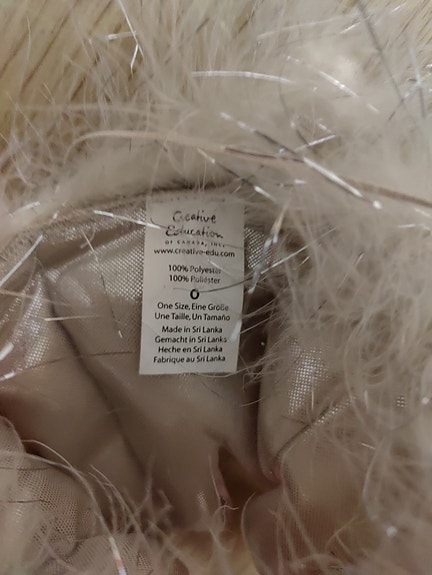 Creative
Education
OF CANADA, INC.
www.creative-edu.com
100% Polyester
100% Poliéster
One Size, Eine Größe
Une Taille, Un Tamaño
Made in Sri Lanka
Gemacht in Sri Lanka
Heche en Sri Lanka
Fabrique au Sri Lanka